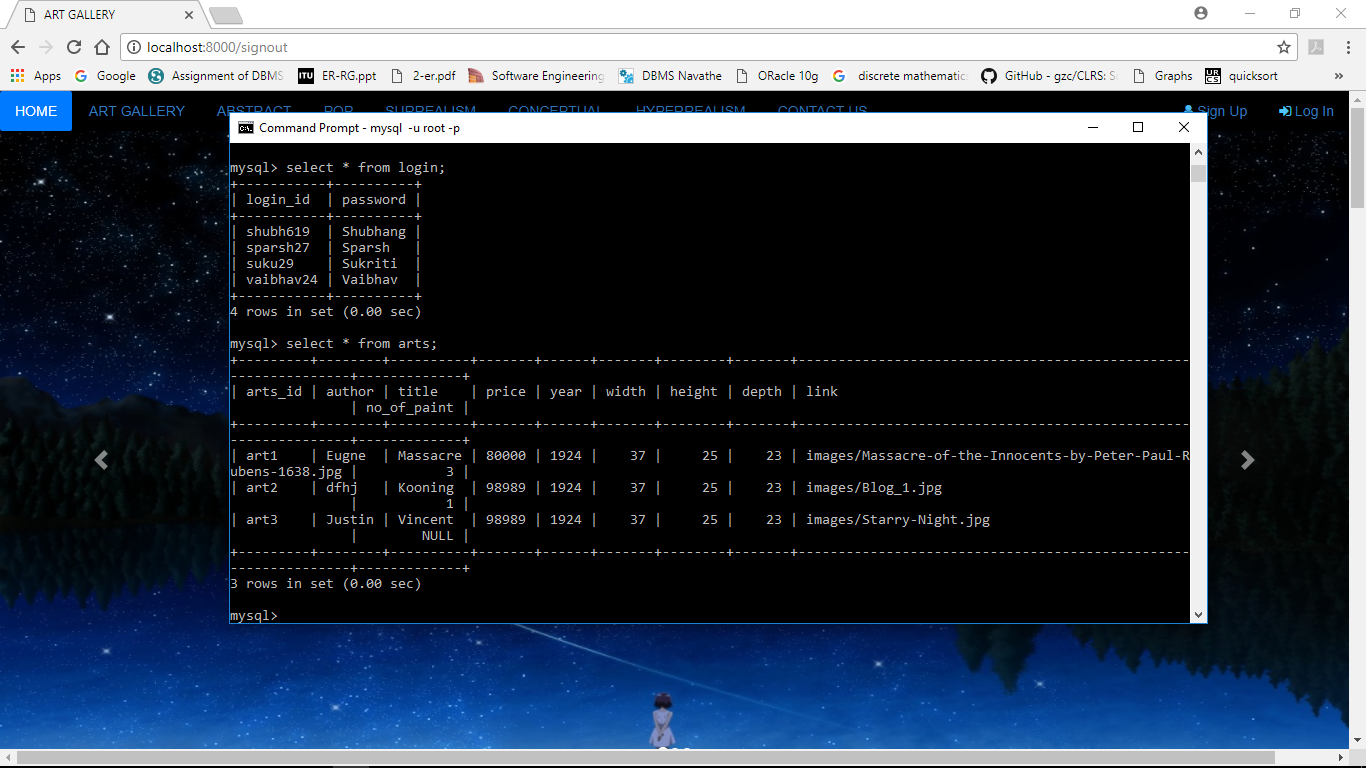 ART GALLERY
localhost:8000/signout
Apps Google Assignment of DBMS ER-RG.ppt 2-er.pdf Software Engineering DBMS Navathe ORacle 10g discrete mathematic GitHub - gzc/CLRS: S Graphs quicksort »
HOME ART GALLERY ABSTRACT POP SURREALISM CONCEPTUAL HYPERREALISM CONTACT US Sign Up Log In
Command Prompt - mysql  -u root -p
mysql> select * from login;
+-----------+----------+
| login_id  | password |
+-----------+----------+
| shubh619  | Shubhang |
| sparsh27  | Sparsh   |
| suku29    | Sukriti  |
| vaibhav24 | Vaibhav  |
+-----------+----------+
4 rows in set (0.00 sec)
mysql> select * from arts;
+---------+--------+----------+-------+------+-------+--------+-------+-------------------------------------------------
---------------+-------------+
| arts_id | author | title    | price | year | width | height | depth | link
               | no_of_paint |
+---------+--------+----------+-------+------+-------+--------+-------+-------------------------------------------------
---------------+-------------+
| art1    | Eugne  | Massacre | 80000 | 1924 |    37 |     25 |    23 | images/Massacre-of-the-Innocents-by-Peter-Paul-R
ubens-1638.jpg |           3 |
| art2    | dfhj   | Kooning  | 98989 | 1924 |    37 |     25 |    23 | images/Blog_1.jpg
               |           1 |
| art3    | Justin | Vincent  | 98989 | 1924 |    37 |     25 |    23 | images/Starry-Night.jpg
               |        NULL |
+---------+--------+----------+-------+------+-------+--------+-------+-------------------------------------------------
---------------+-------------+
3 rows in set (0.00 sec)
mysql>